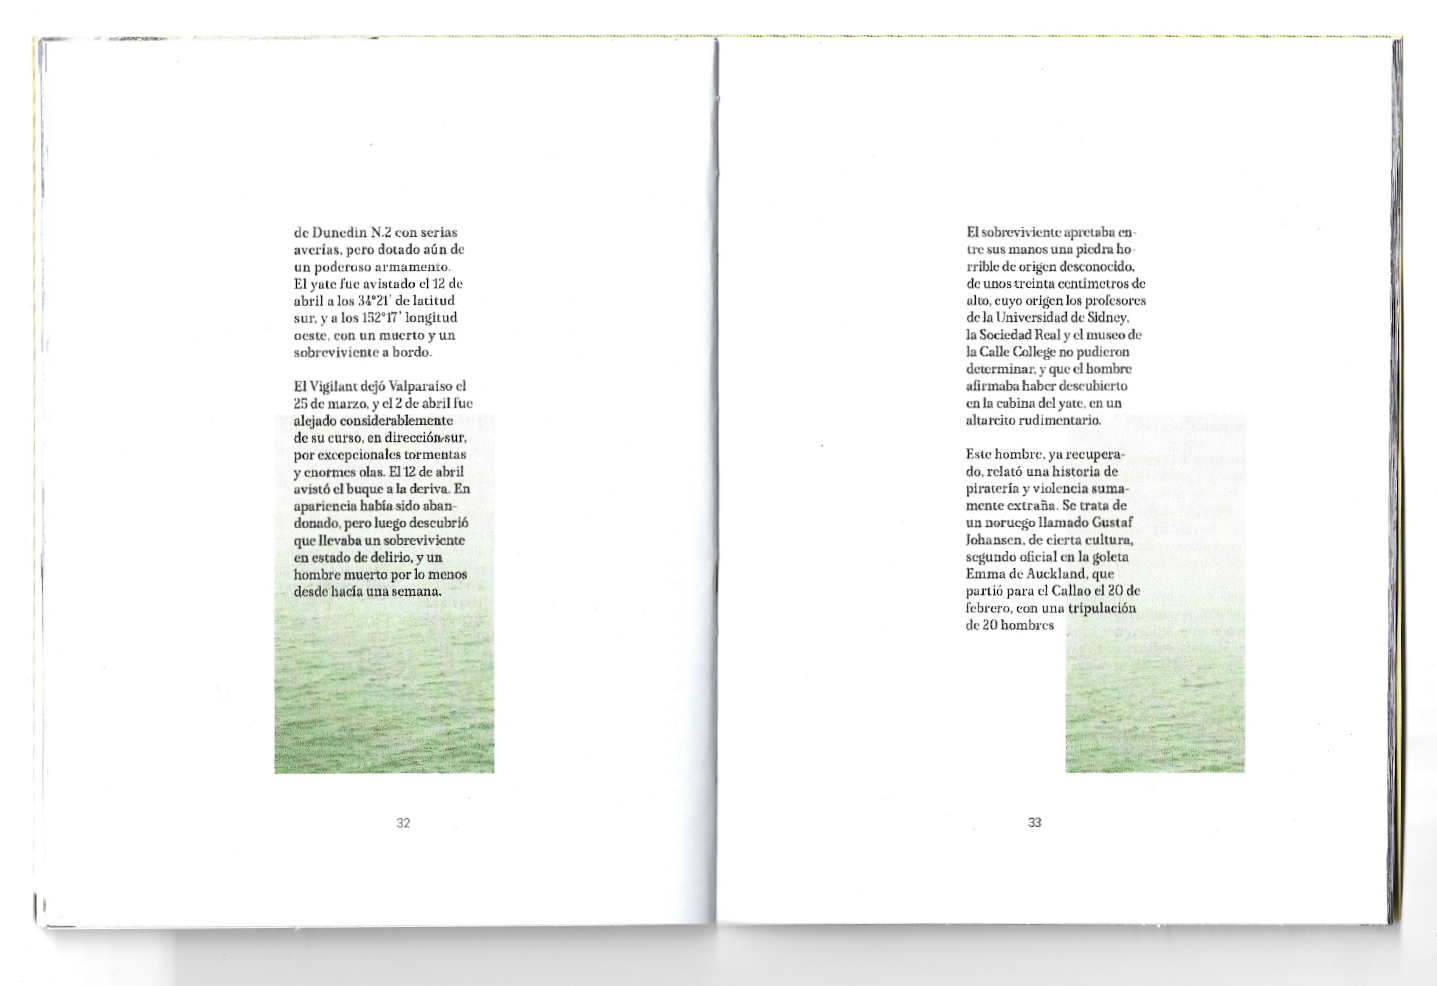 de Dunedin N.2 con serias
averías, pero dotado aún de
un poderoso armamento.
El yate fue avistado el 12 de
abril a los 34°21' de latitud
sur, y a los 152°17' longitud
oeste, con un muerto y un
sobreviviente a bordo.
El Vigilant dejó Valparaíso el
25 de marzo, y el 2 de abril fue
alejado considerablemente
de su curso, en dirección sur,
por excepcionales tormentas
y enormes olas. El 12 de abril
avistó el buque a la deriva. En
apariencia había sido aban-
donado, pero luego descubrió
que llevaba un sobreviviente
en estado de delirio, y un
hombre muerto por lo menos
desde hacía una semana.
32
El sobreviviente apretaba en-
tre sus manos una piedra ho-
rrible de origen desconocido,
de unos treinta centímetros de
alto, cuyo origen los profesores
de la Universidad de Sidney,
la Sociedad Real y el museo de
la Calle College no pudieron
determinar, y que el hombre
afirmaba haber descubierto
en la cabina del yate, en un
altarcito rudimentario.
Este hombre, ya recupera-
do, relató una historia de
piratería y violencia suma-
mente extraña. Se trata de
un noruego llamado Gustaf
Johansen, de cierta cultura,
segundo oficial en la goleta
Emma de Auckland, que
partió para el Callao el 20 de
febrero, con una tripulación
de 20 hombres
33